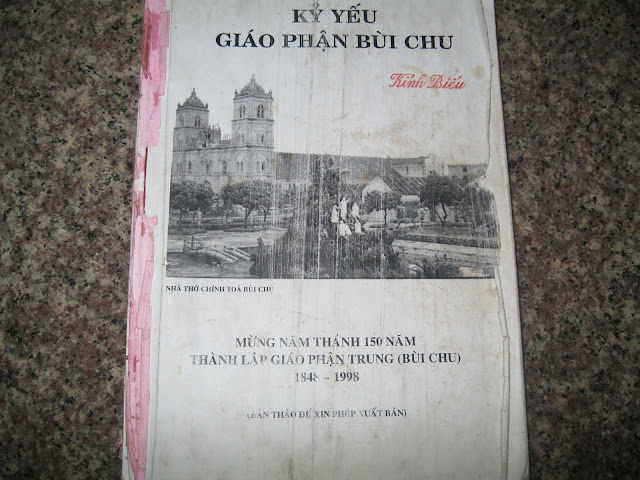 KỶ YẾU
GIÁO PHẬN BÙI CHU
Kính Biếu
NHÀ THỜ CHÍNH TOÀ BÙI CHU
MỪNG NĂM THÁNH 150 NĂM
THÀNH LẬP GIÁO PHẬN TRUNG (BÙI CHU)
1848 – 1998
(BẢN THẢO ĐỂ XIN PHÉP XUẤT BẢN)